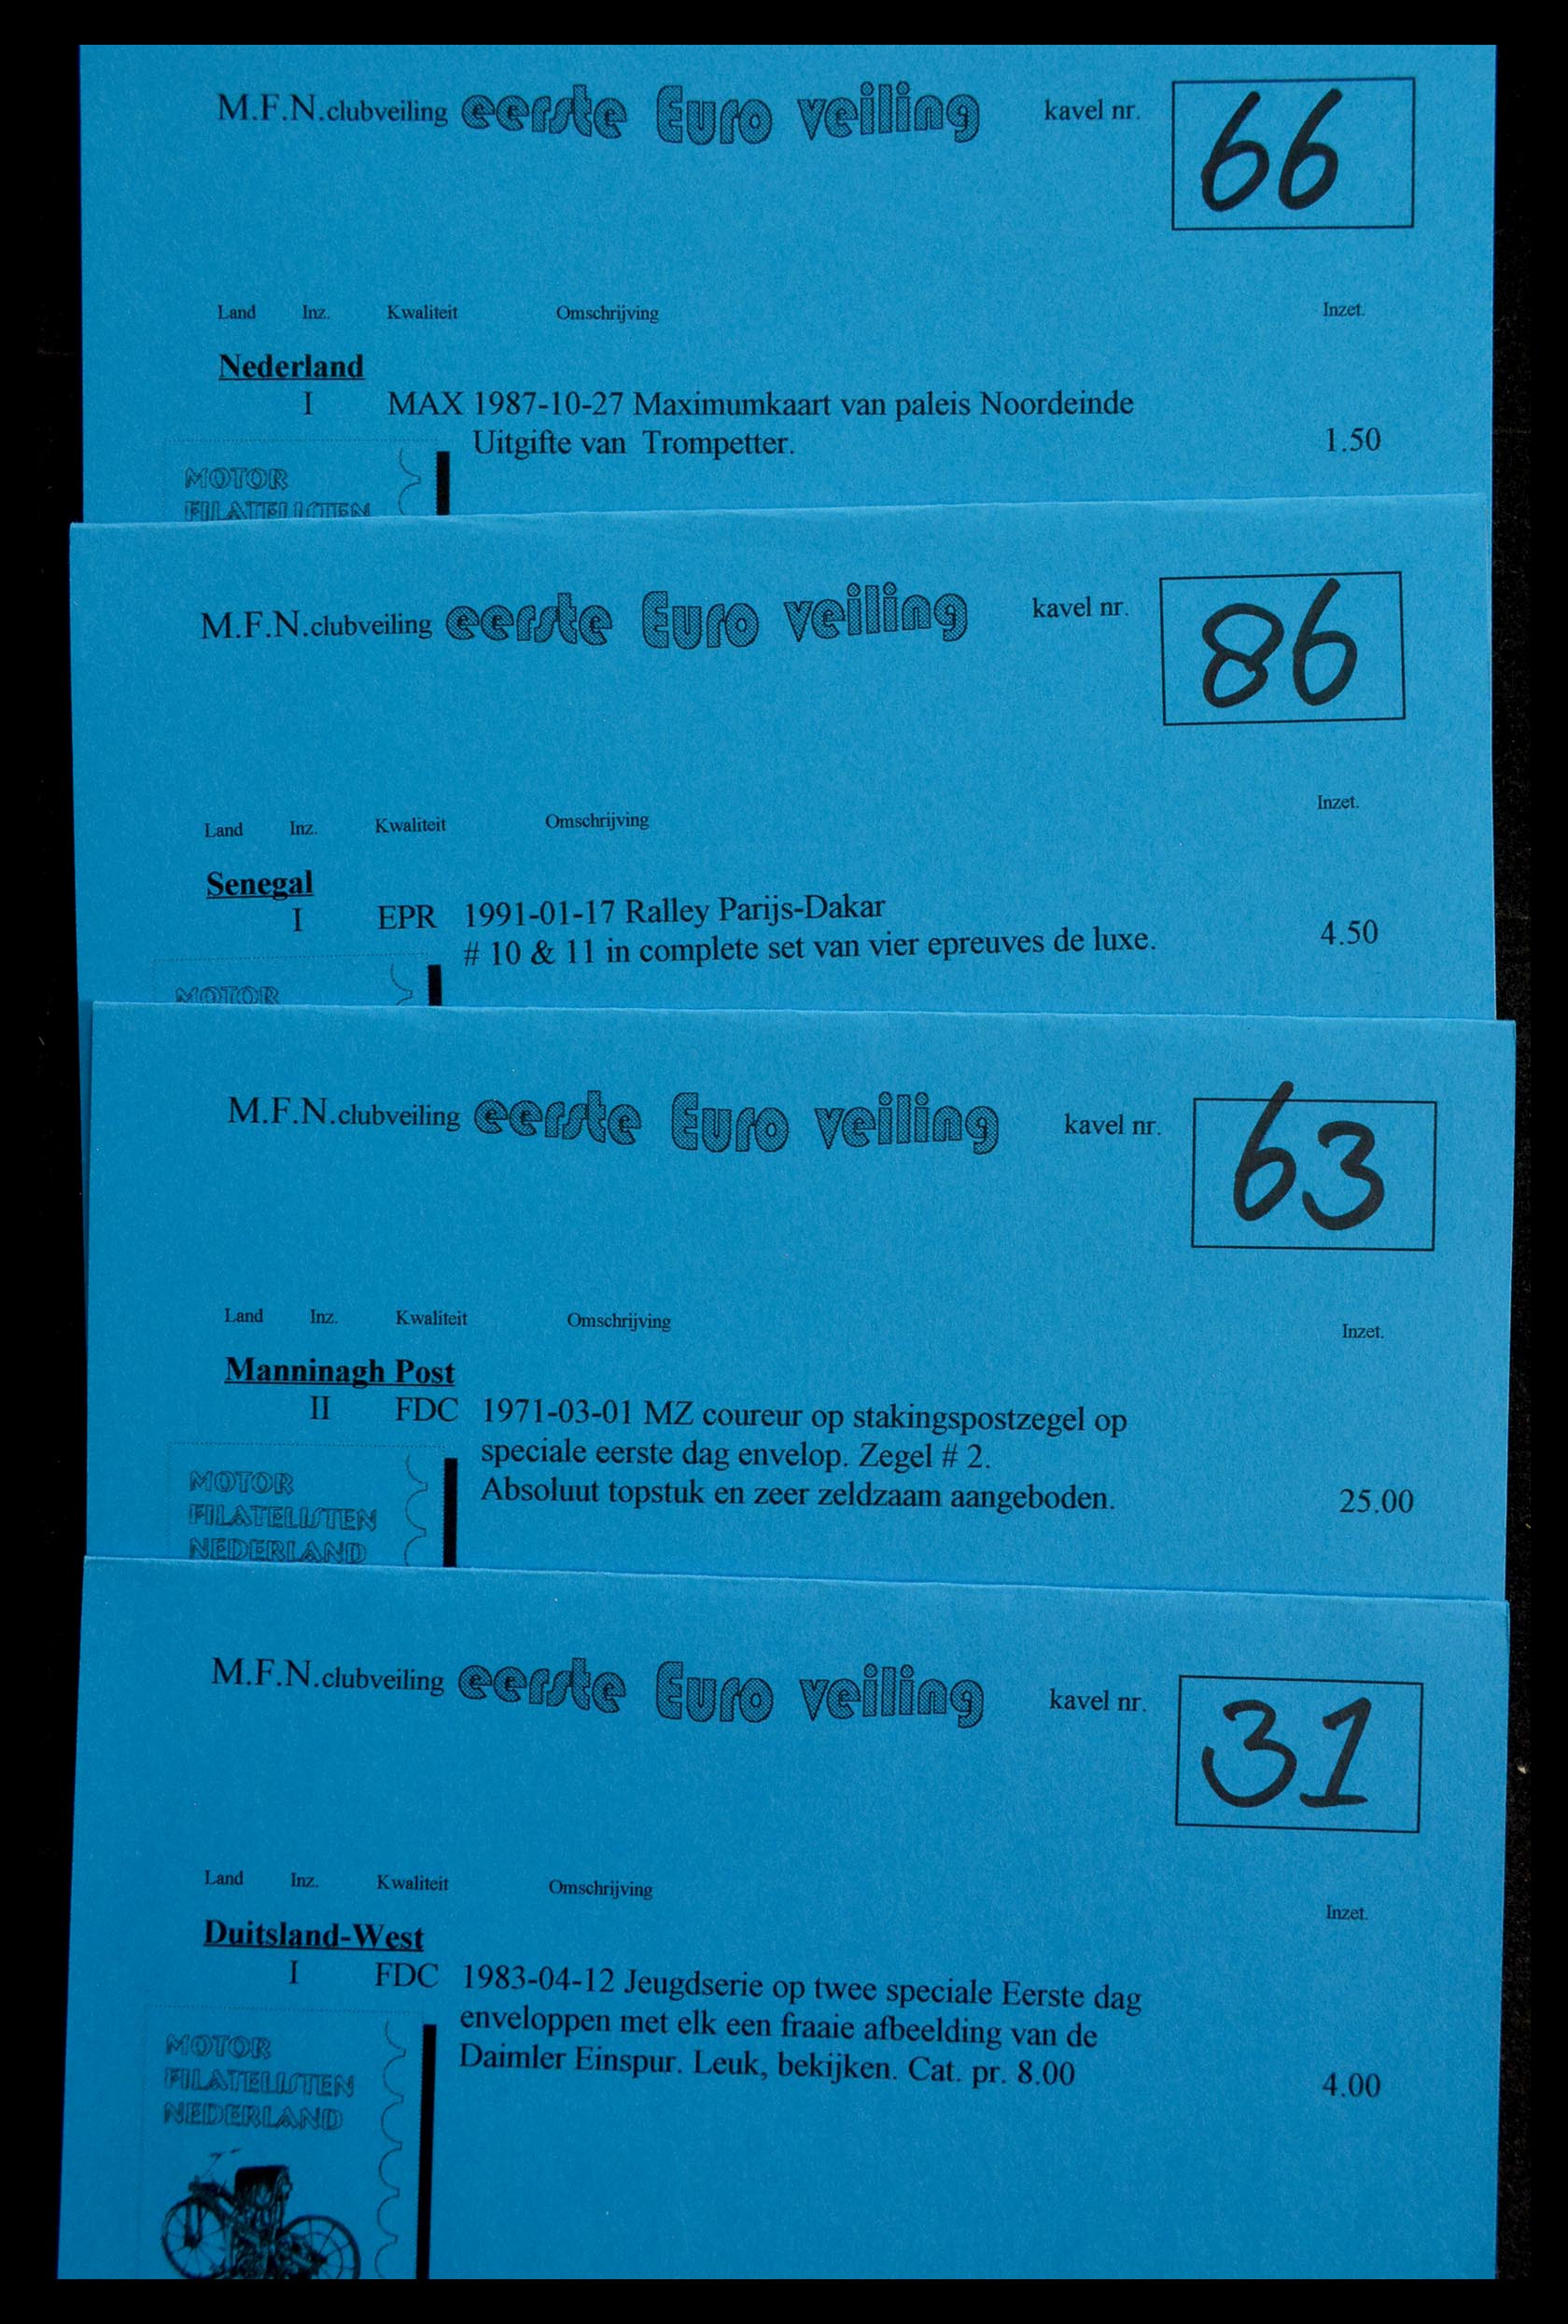 M.F.N.clubveiling eerste Euro veiling kavel nr. 66
Land Inz. Kwaliteit Omschrijving Inzet.
Nederland
I MAX 1987-10-27 Maximumkaart van paleis Noordeinde
Uitgifte van Trompetter. 1.50
MOTOR
FILATELISTEN
M.F.N.clubveiling eerste Euro veiling kavel nr. 86
Land Inz. Kwaliteit Omschrijving Inzet.
Senegal
I EPR 1991-01-17 Ralley Parijs-Dakar
# 10 & 11 in complete set van vier epreuves de luxe. 4.50
MOTOR
M.F.N.clubveiling eerste Euro veiling kavel nr. 63
Land Inz. Kwaliteit Omschrijving Inzet.
Manninagh Post
II FDC 1971-03-01 MZ coureur op stakingspostzegel op
speciale eerste dag envelop. Zegel # 2.
Absoluut topstuk en zeer zeldzaam aangeboden. 25.00
MOTOR
FILATELISTEN
NEDERLAND
M.F.N.clubveiling eerste Euro veiling kavel nr. 31
Land Inz. Kwaliteit Omschrijving Inzet.
Duitsland-West
I FDC 1983-04-12 Jeugdserie op twee speciale Eerste dag
enveloppen met elk een fraaie afbeelding van de
Daimler Einspur. Leuk, bekijken. Cat. pr. 8.00 4.00
MOTOR
FILATELISTEN
NEDERLAND